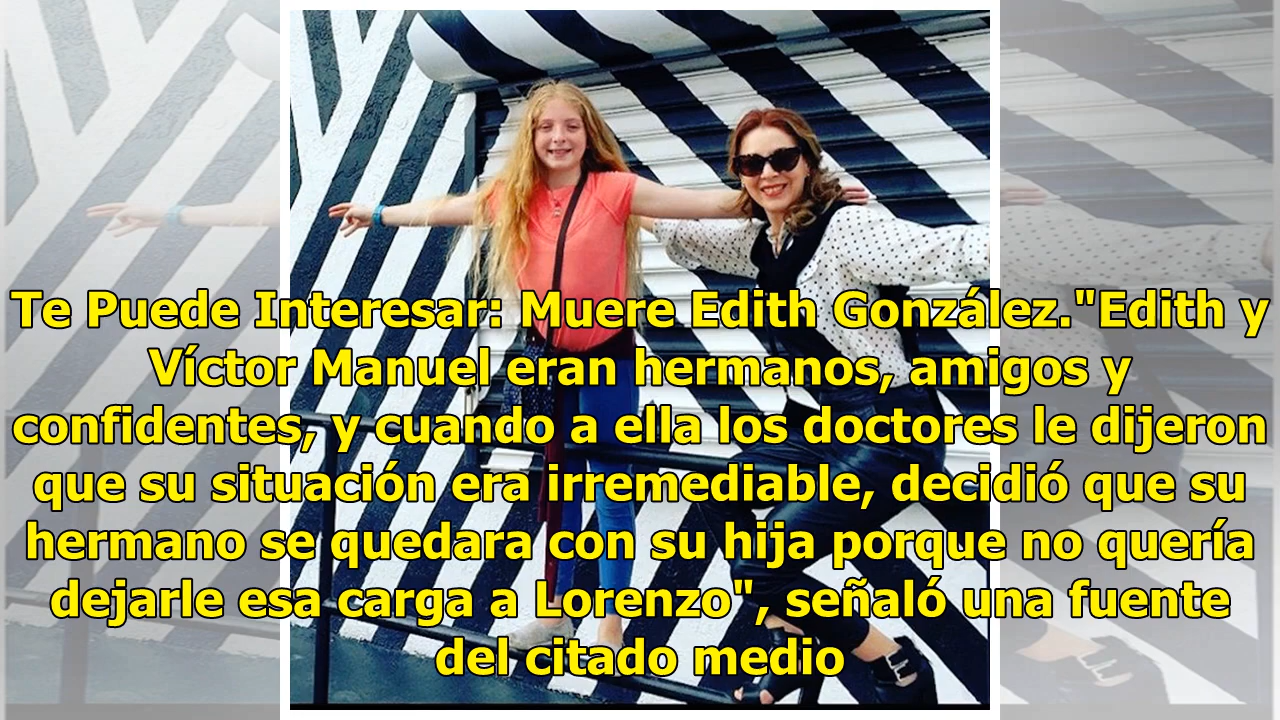 Te Puede Interesar: Muere Edith González."Edith y
Víctor Manuel eran hermanos, amigos y
confidentes, y cuando a ella los doctores le dijeron
que su situación era irremediable, decidió que su
hermano se quedara con su hija porque no quería
dejarle esa carga a Lorenzo", señaló una fuente
del citado medio